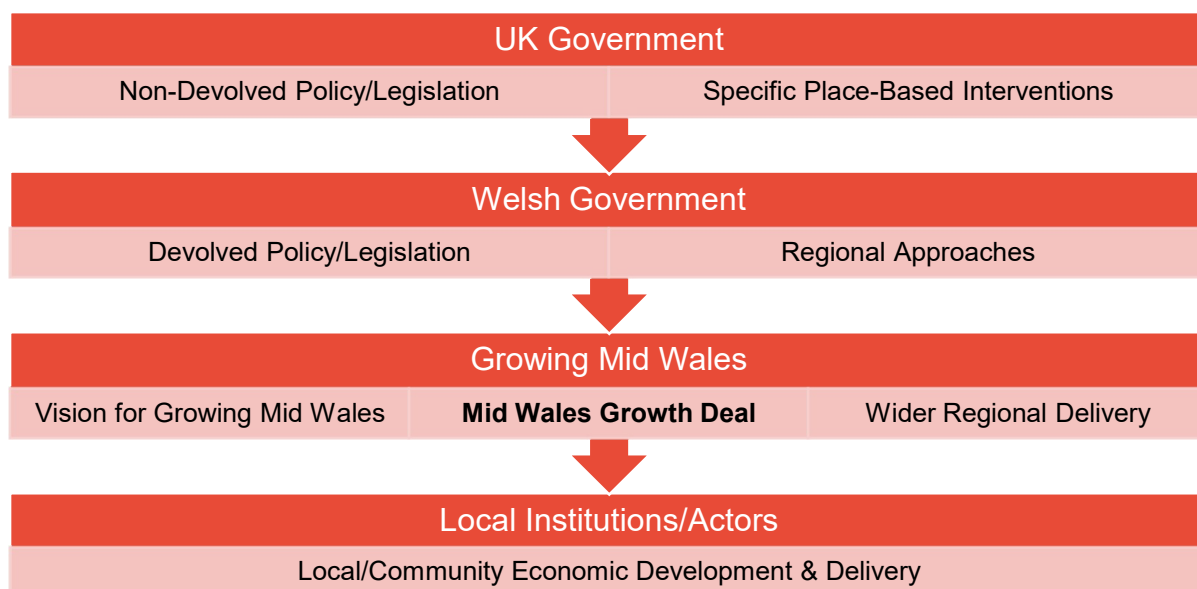 UK Government
Non-Devolved Policy/Legislation
Specific Place-Based Interventions
Welsh Government
Devolved Policy/Legislation
Regional Approaches
Growing Mid Wales
Vision for Growing Mid Wales
Mid Wales Growth Deal
Wider Regional Delivery
Local Institutions/Actors
Local/Community Economic Development & Delivery